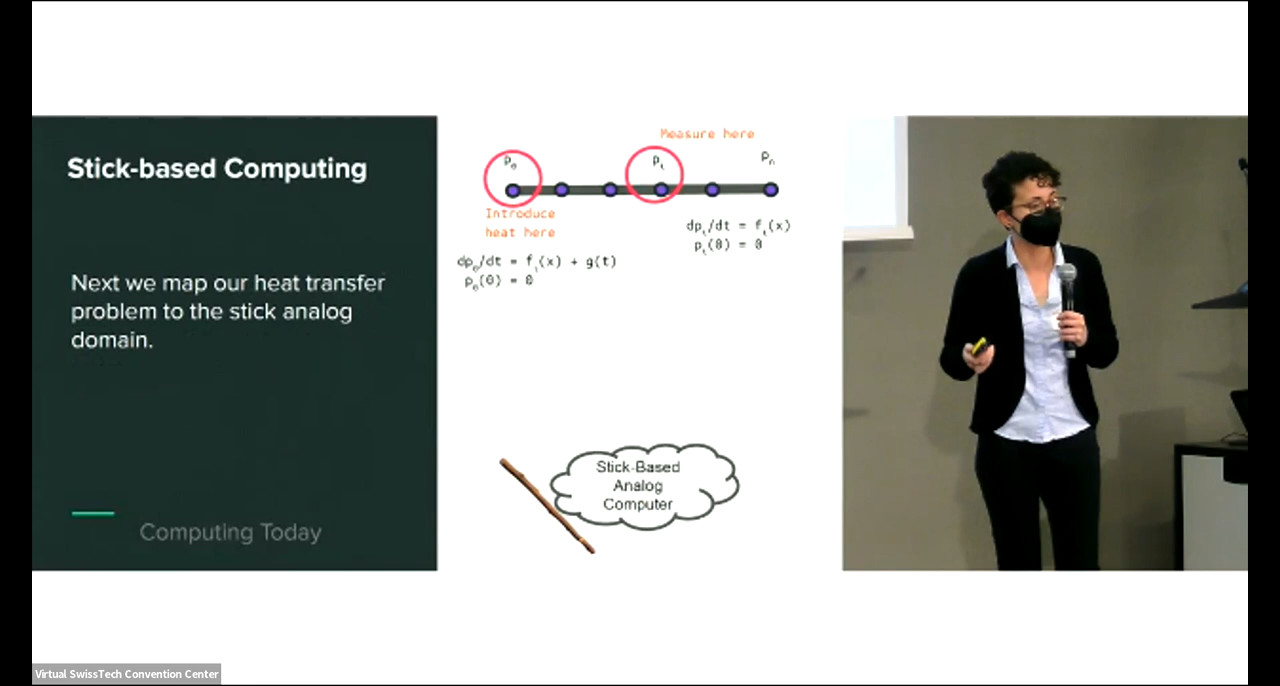 Stick-based Computing
Next we map our heat transfer
problem to the stick analog
domain.
Computing Today
Measure here
p₀
pₜ
pₙ
Introduce
heat here
dpₜ/dt = fₜ(x)
pₜ(0) = 0
dp₀/dt = fₜ(x) + g(t)
p₀(0) = 0
Stick-Based
Analog
Computer
Virtual SwissTech Convention Center